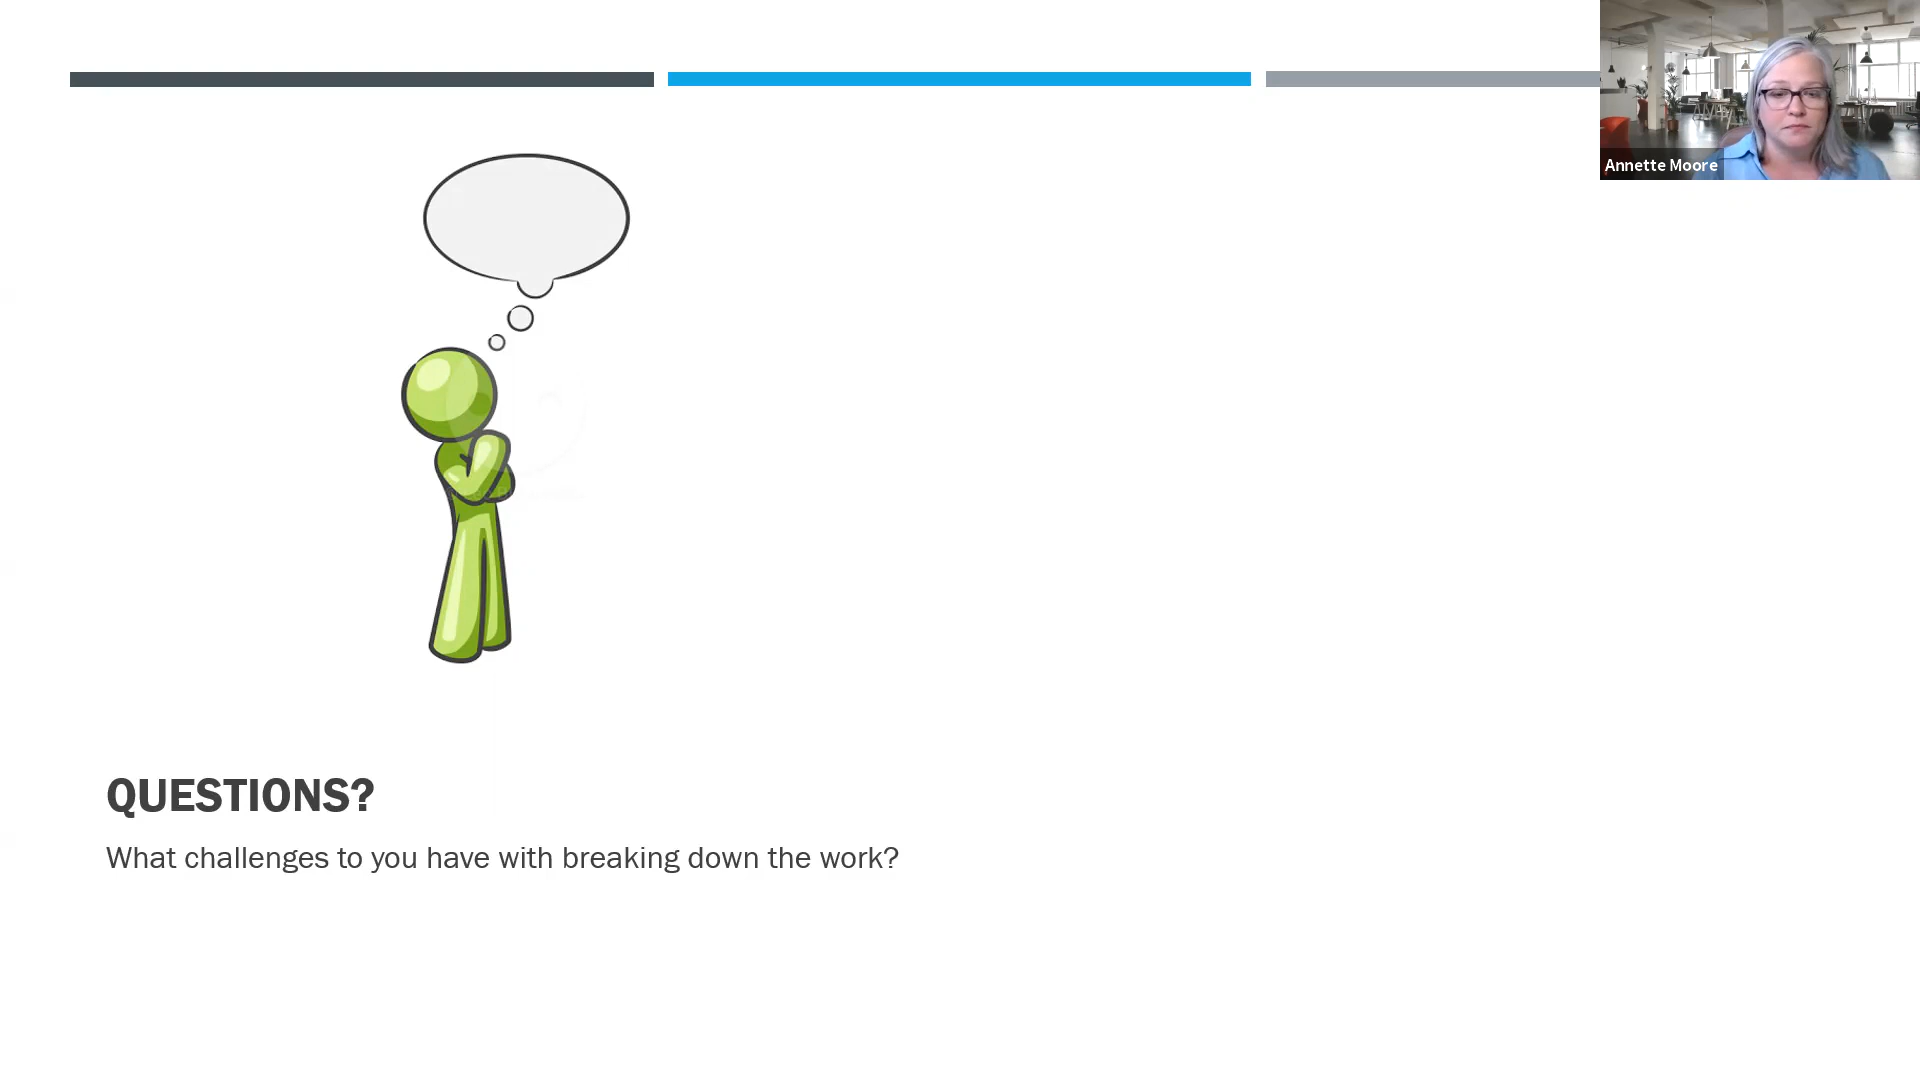 Annette Moore
QUESTIONS?
What challenges to you have with breaking down the work?